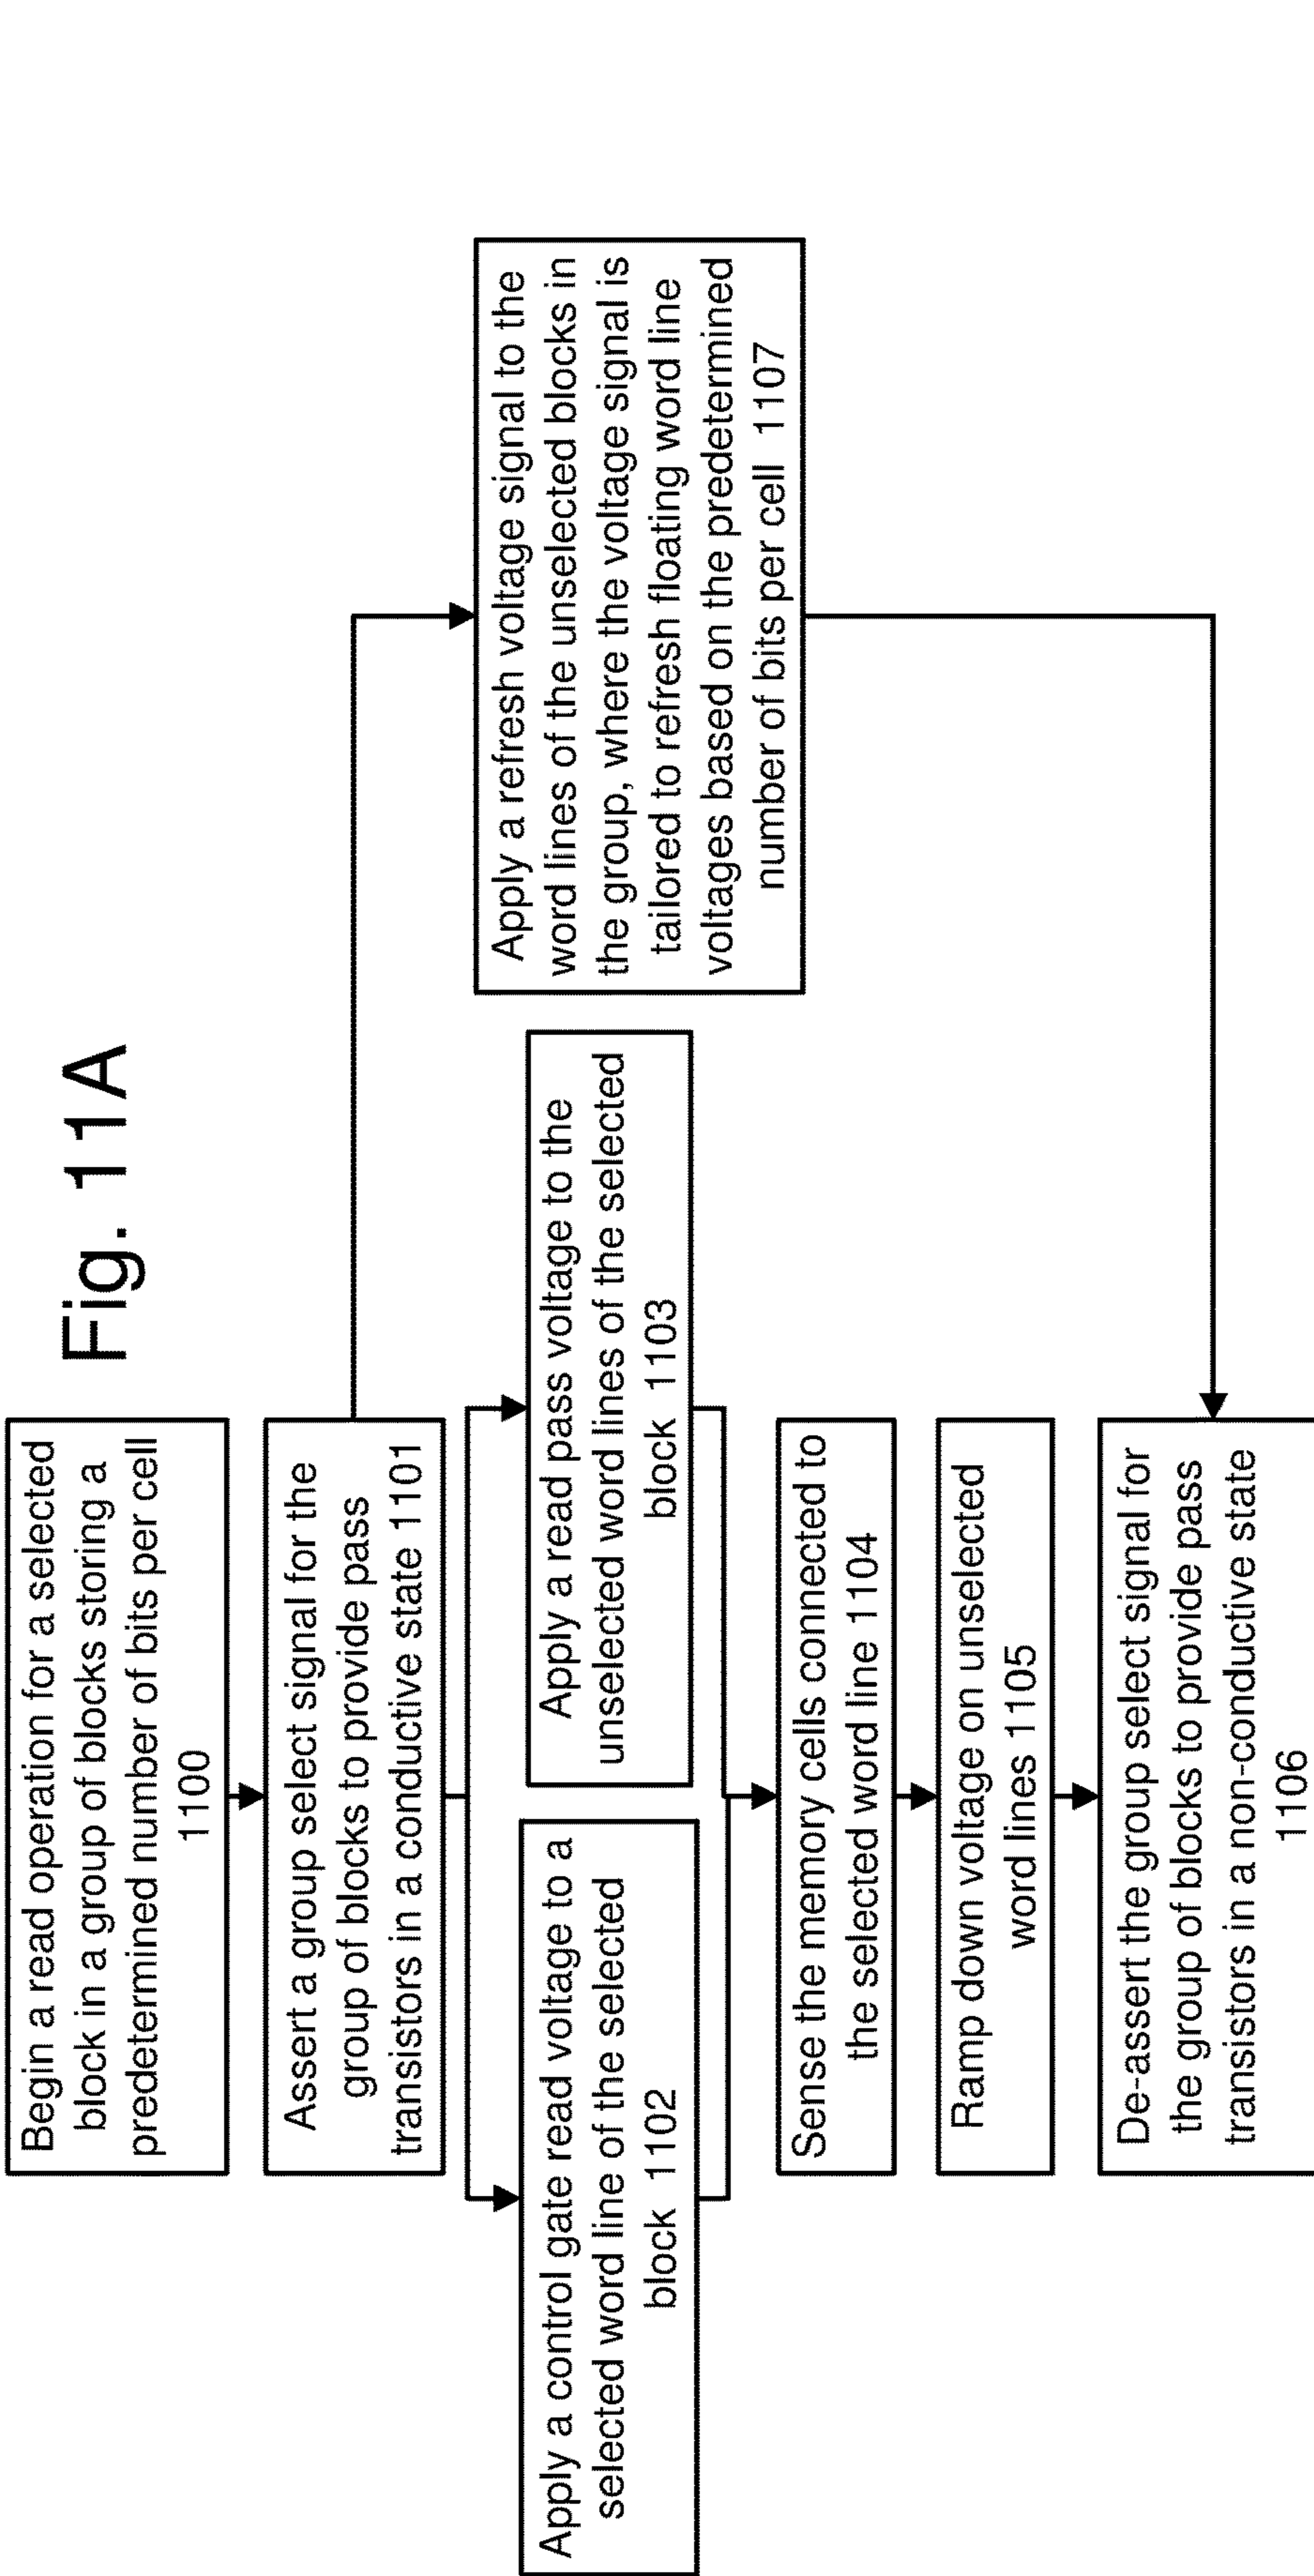 Fig. 11A
Begin a read operation for a selected
block in a group of blocks storing a
predetermined number of bits per cell
1100
Assert a group select signal for the
group of blocks to provide pass
transistors in a conductive state 1101
Apply a control gate read voltage to a
selected word line of the selected
block 1102
Apply a read pass voltage to the
unselected word lines of the selected
block 1103
Apply a refresh voltage signal to the
word lines of the unselected blocks in
the group, where the voltage signal is
tailored to refresh floating word line
voltages based on the predetermined
number of bits per cell 1107
Sense the memory cells connected to
the selected word line 1104
Ramp down voltage on unselected
word lines 1105
De-assert the group select signal for
the group of blocks to provide pass
transistors in a non-conductive state
1106